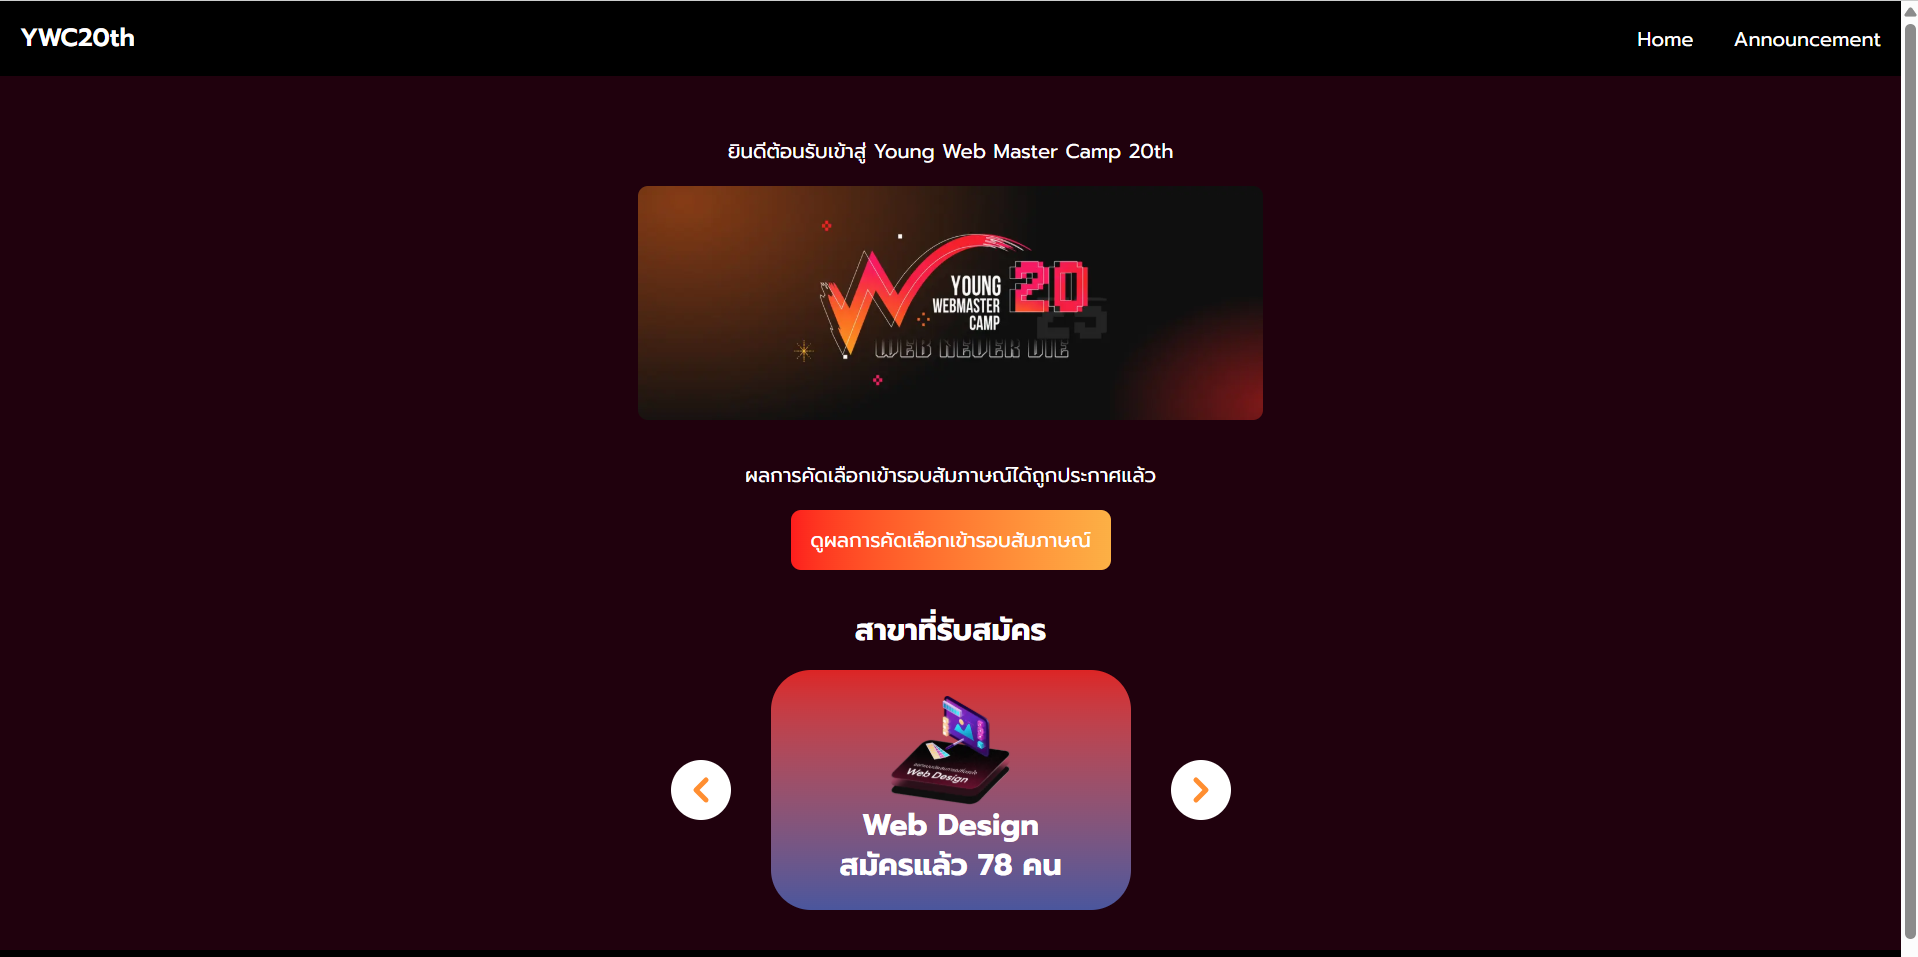 YWC20th
Home
Announcement
ยินดีต้อนรับเข้าสู่ Young Web Master Camp 20th
YOUNG
WEBMASTER
CAMP
20
25
WEB NEVER DIE
ผลการคัดเลือกเข้ารอบสัมภาษณ์ได้ถูกประกาศแล้ว
ดูผลการคัดเลือกเข้ารอบสัมภาษณ์
สาขาที่รับสมัคร
Web Design
Web Design
สมัครแล้ว 78 คน